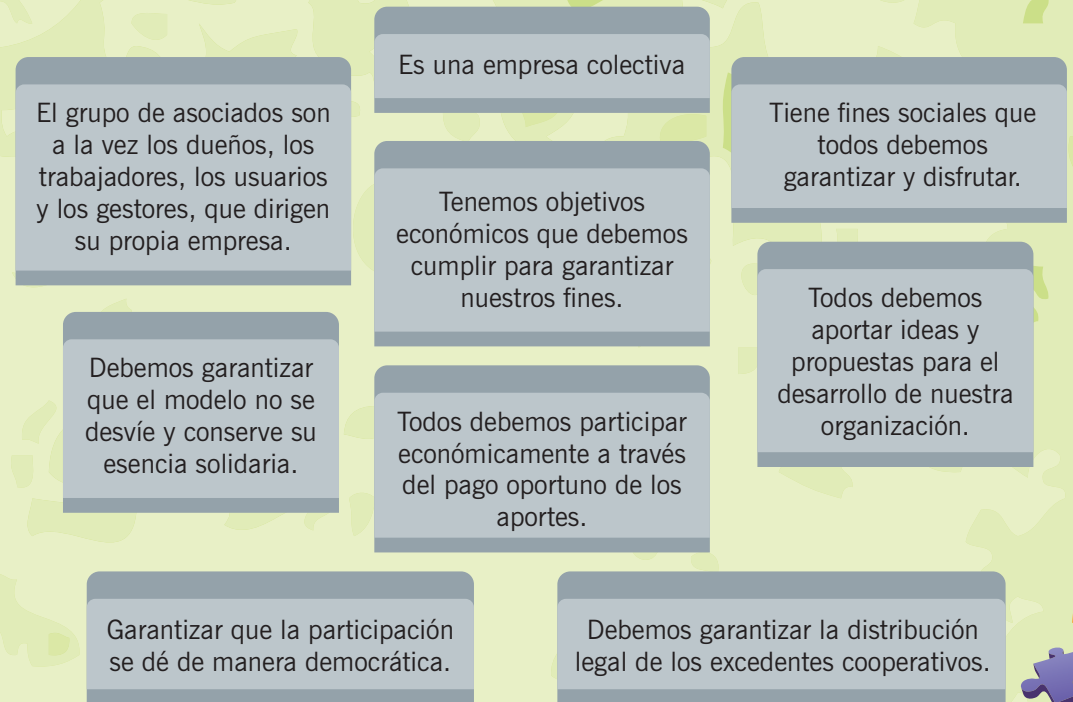 Es una empresa colectiva
El grupo de asociados son
a la vez los dueños, los
trabajadores, los usuarios
y los gestores, que dirigen
su propia empresa.
Tiene fines sociales que
todos debemos
garantizar y disfrutar.
Tenemos objetivos
económicos que debemos
cumplir para garantizar
nuestros fines.
Todos debemos
aportar ideas y
propuestas para el
desarrollo de nuestra
organización.
Debemos garantizar
que el modelo no se
desvíe y conserve su
esencia solidaria.
Todos debemos participar
económicamente a través
del pago oportuno de los
aportes.
Garantizar que la participación
se dé de manera democrática.
Debemos garantizar la distribución
legal de los excedentes cooperativos.